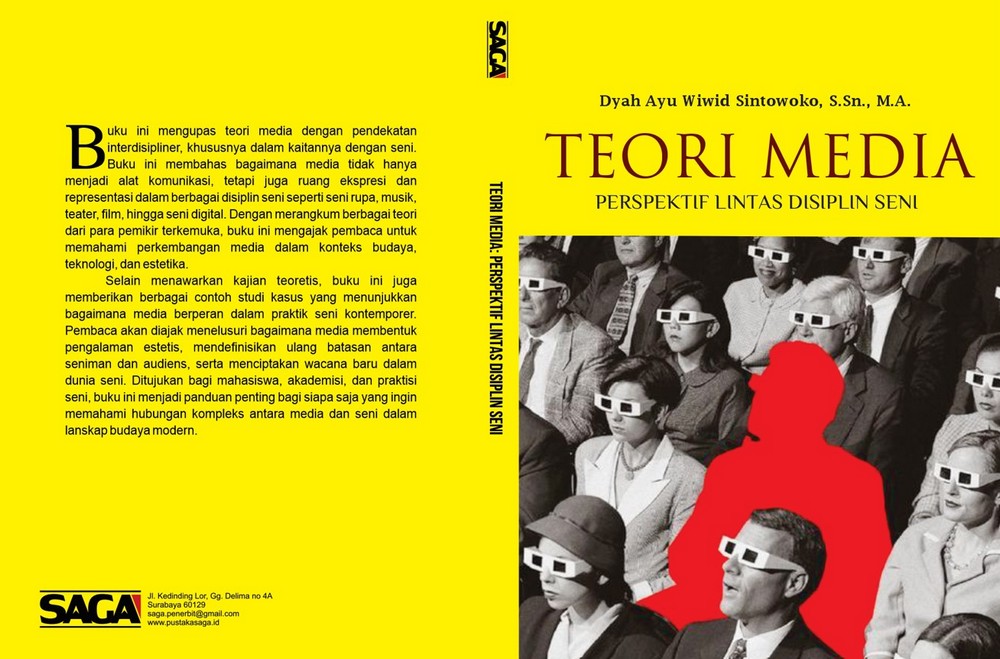 Buku ini mengupas teori media dengan pendekatan
interdisipliner, khususnya dalam kaitannya dengan seni.
Buku ini membahas bagaimana media tidak hanya
menjadi alat komunikasi, tetapi juga ruang ekspresi dan
representasi dalam berbagai disiplin seni seperti seni rupa, musik,
teater, film, hingga seni digital. Dengan merangkum berbagai teori
dari para pemikir terkemuka, buku ini mengajak pembaca untuk
memahami perkembangan media dalam konteks budaya,
teknologi, dan estetika.
Selain menawarkan kajian teoretis, buku ini juga
memberikan berbagai contoh studi kasus yang menunjukkan
bagaimana media berperan dalam praktik seni kontemporer.
Pembaca akan diajak menelusuri bagaimana media membentuk
pengalaman estetis, mendefinisikan ulang batasan antara
seniman dan audiens, serta menciptakan wacana baru dalam
dunia seni. Ditujukan bagi mahasiswa, akademisi, dan praktisi
seni, buku ini menjadi panduan penting bagi siapa saja yang ingin
memahami hubungan kompleks antara media dan seni dalam
lanskap budaya modern.
SAGA
Jl. Kedinding Lor, Gg. Delima no 4A
Surabaya 60129
saga.penerbit@gmail.com
www.pustakasaga.id
SAGA
TEORI MEDIA: PERSPEKTIF LINTAS DISIPLIN SENI
Dyah Ayu Wiwid Sintowoko, S.Sn., M.A.
TEORI MEDIA
PERSPEKTIF LINTAS DISIPLIN SENI